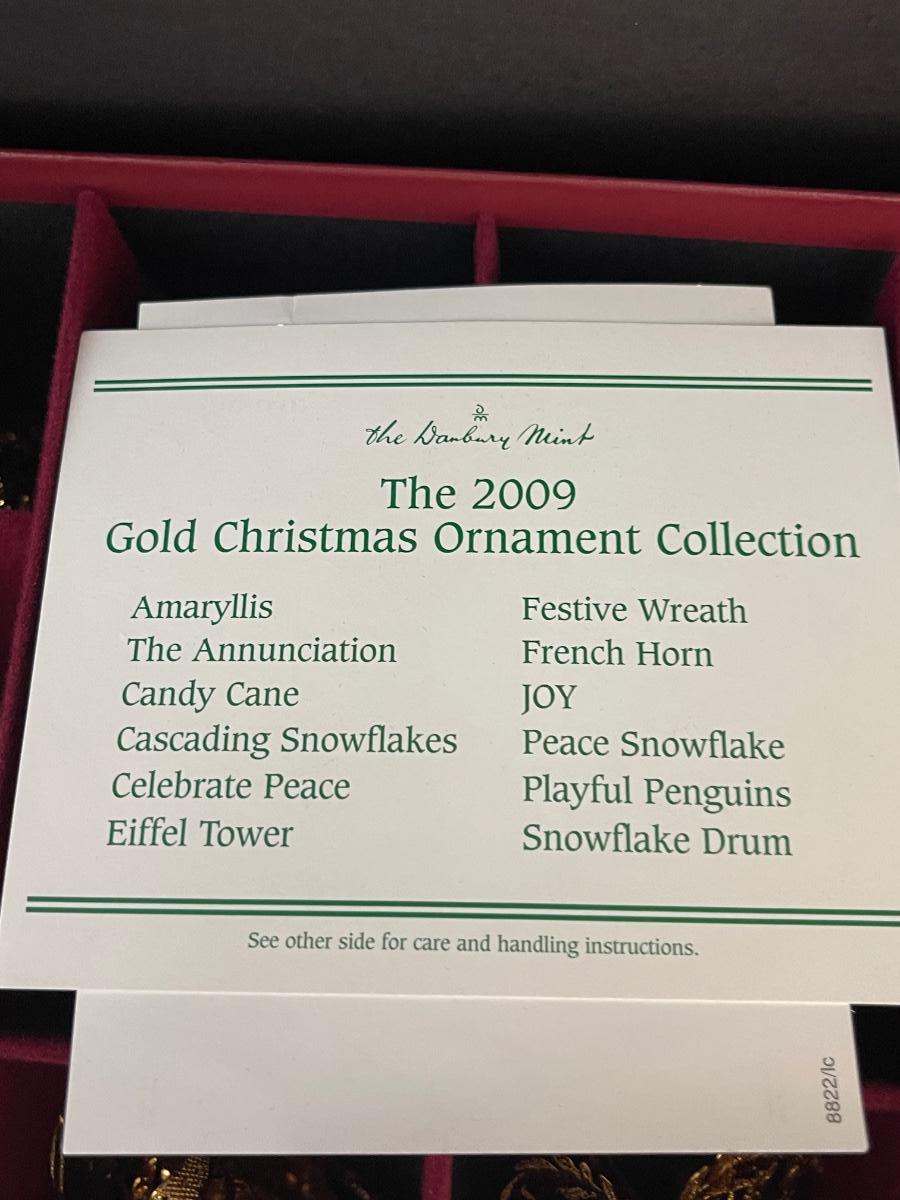 the Danbury Mint
The 2009
Gold Christmas Ornament Collection
Amaryllis
The Annunciation
Candy Cane
Cascading Snowflakes
Celebrate Peace
Eiffel Tower
Festive Wreath
French Horn
JOY
Peace Snowflake
Playful Penguins
Snowflake Drum
See other side for care and handling instructions.
8822/lc